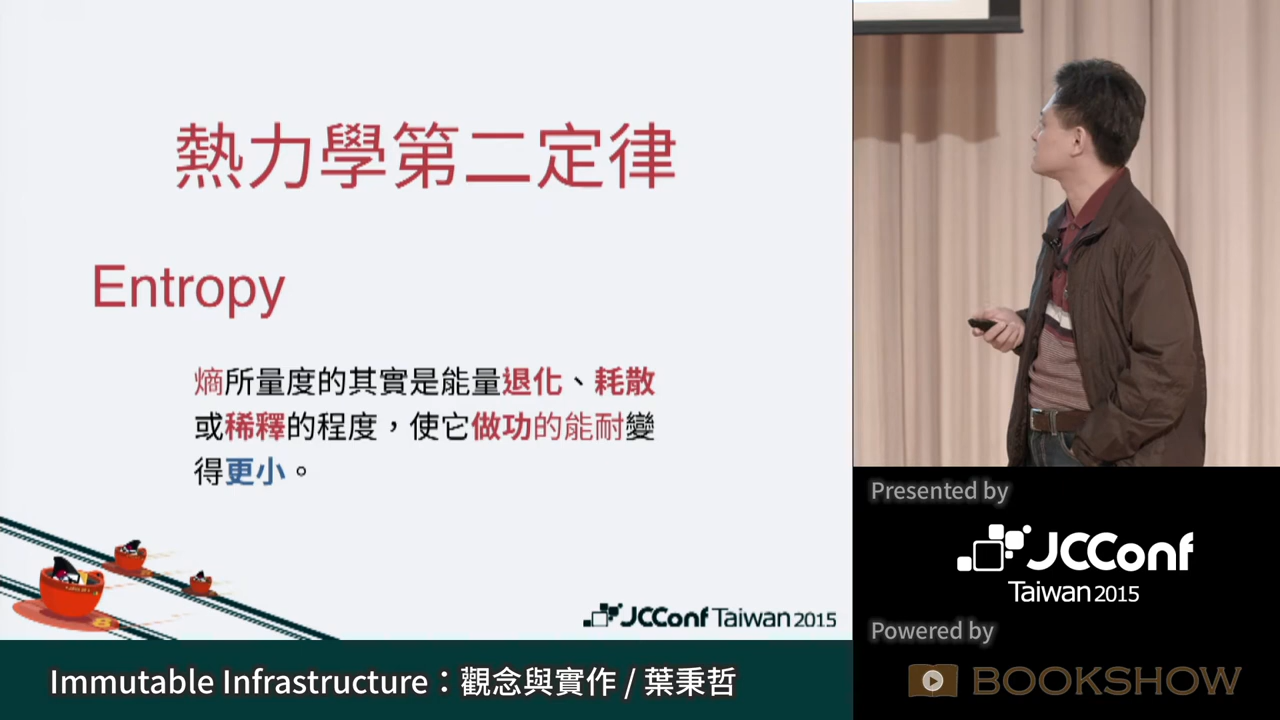 熱力學第二定律
Entropy
熵所量度的其實是能量退化、耗散
或稀釋的程度，使它做功的能耐變
得更小。
JCConf Taiwan 2015
Immutable Infrastructure：觀念與實作 / 葉秉哲
Presented by
JCConf
Taiwan 2015
Powered by
BOOKSHOW